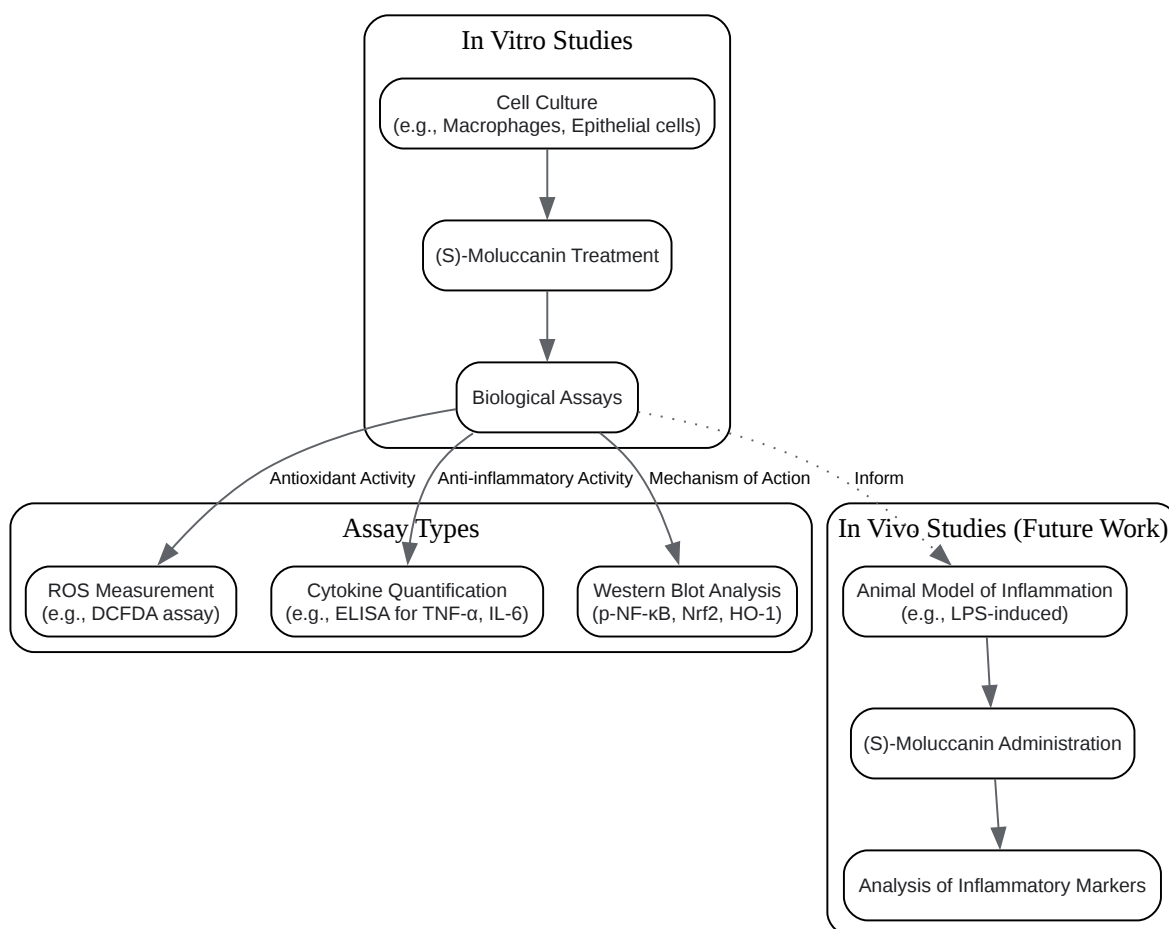 In Vitro Studies
Cell Culture
(e.g., Macrophages, Epithelial cells)
(S)-Moluccanin Treatment
Biological Assays
Antioxidant Activity
Anti-inflammatory Activity
Mechanism of Action
Inform
Assay Types
ROS Measurement
(e.g., DCFDA assay)
Cytokine Quantification
(e.g., ELISA for TNF-α, IL-6)
Western Blot Analysis
(p-NF-κB, Nrf2, HO-1)
In Vivo Studies (Future Work)
Animal Model of Inflammation
(e.g., LPS-induced)
(S)-Moluccanin Administration
Analysis of Inflammatory Markers